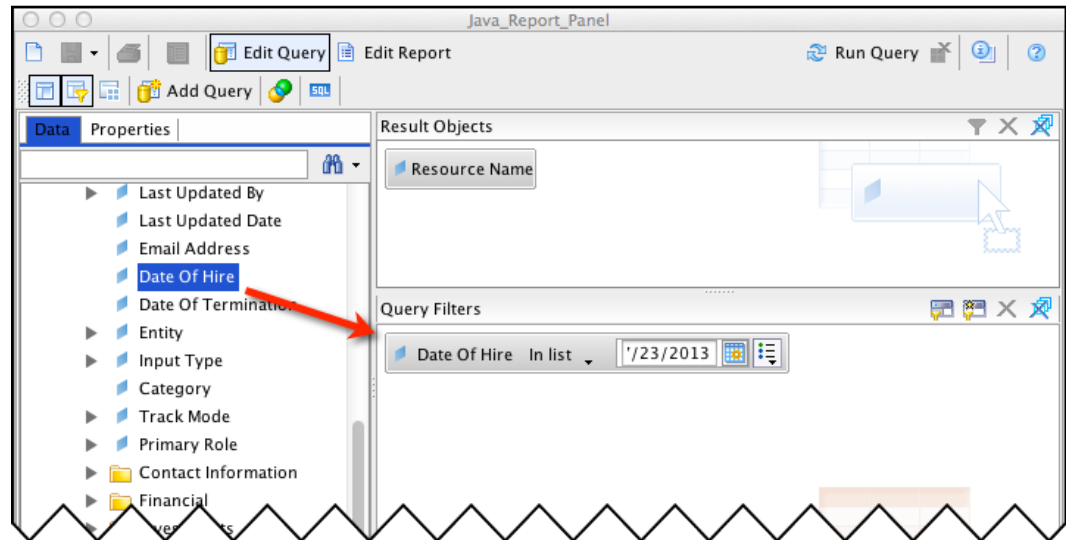 Java_Report_Panel
Edit Query Edit Report Run Query
Add Query SQL
Data Properties
Last Updated By
Last Updated Date
Email Address
Date Of Hire
Date Of Termination
Entity
Input Type
Category
Track Mode
Primary Role
Contact Information
Financial
Result Objects
Resource Name
Query Filters
Date Of Hire In list '/23/2013